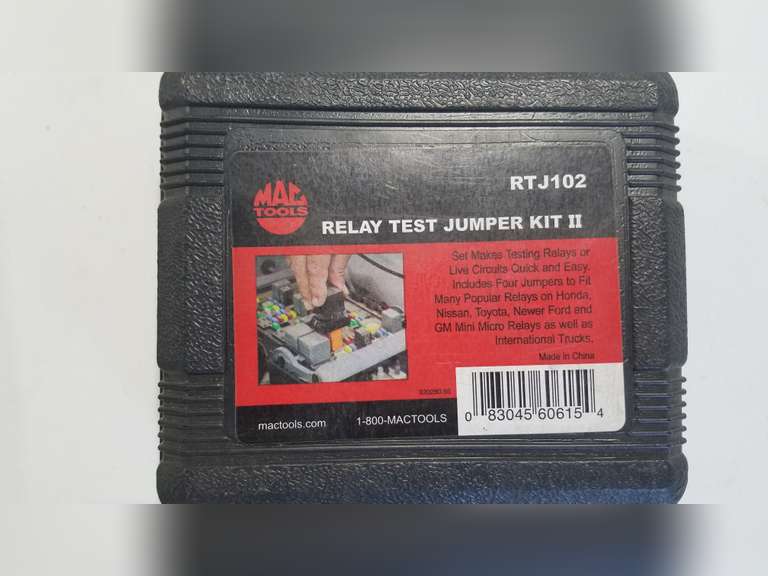 MAC
TOOLS
RTJ102
RELAY TEST JUMPER KIT II
Set Makes Testing Relays or
Live Circuits Quick and Easy.
Includes Four Jumpers to Fit
Many Popular Relays on Honda,
Nissan, Toyota, Newer Ford and
GM Mini Micro Relays as well as
International Trucks.
Made in China
mactools.com
1-800-MACTOOLS
0 83045 60615 4